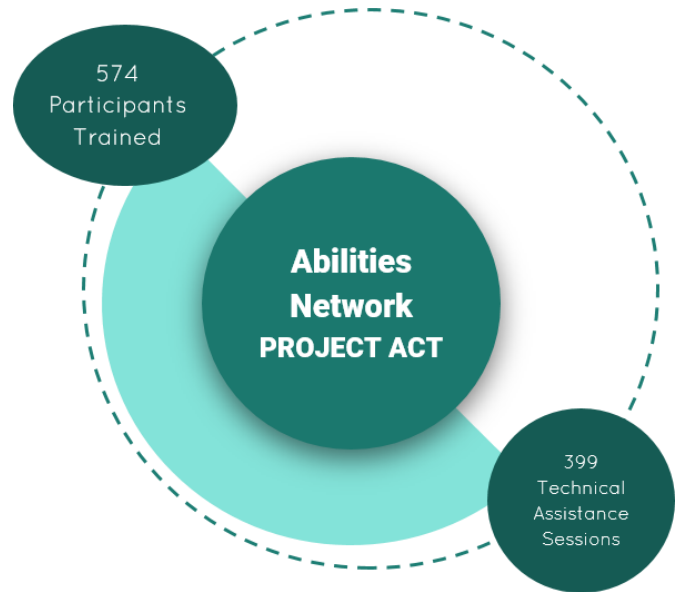 574
Participants
Trained
Abilities
Network
PROJECT ACT
399
Technical
Assistance
Sessions